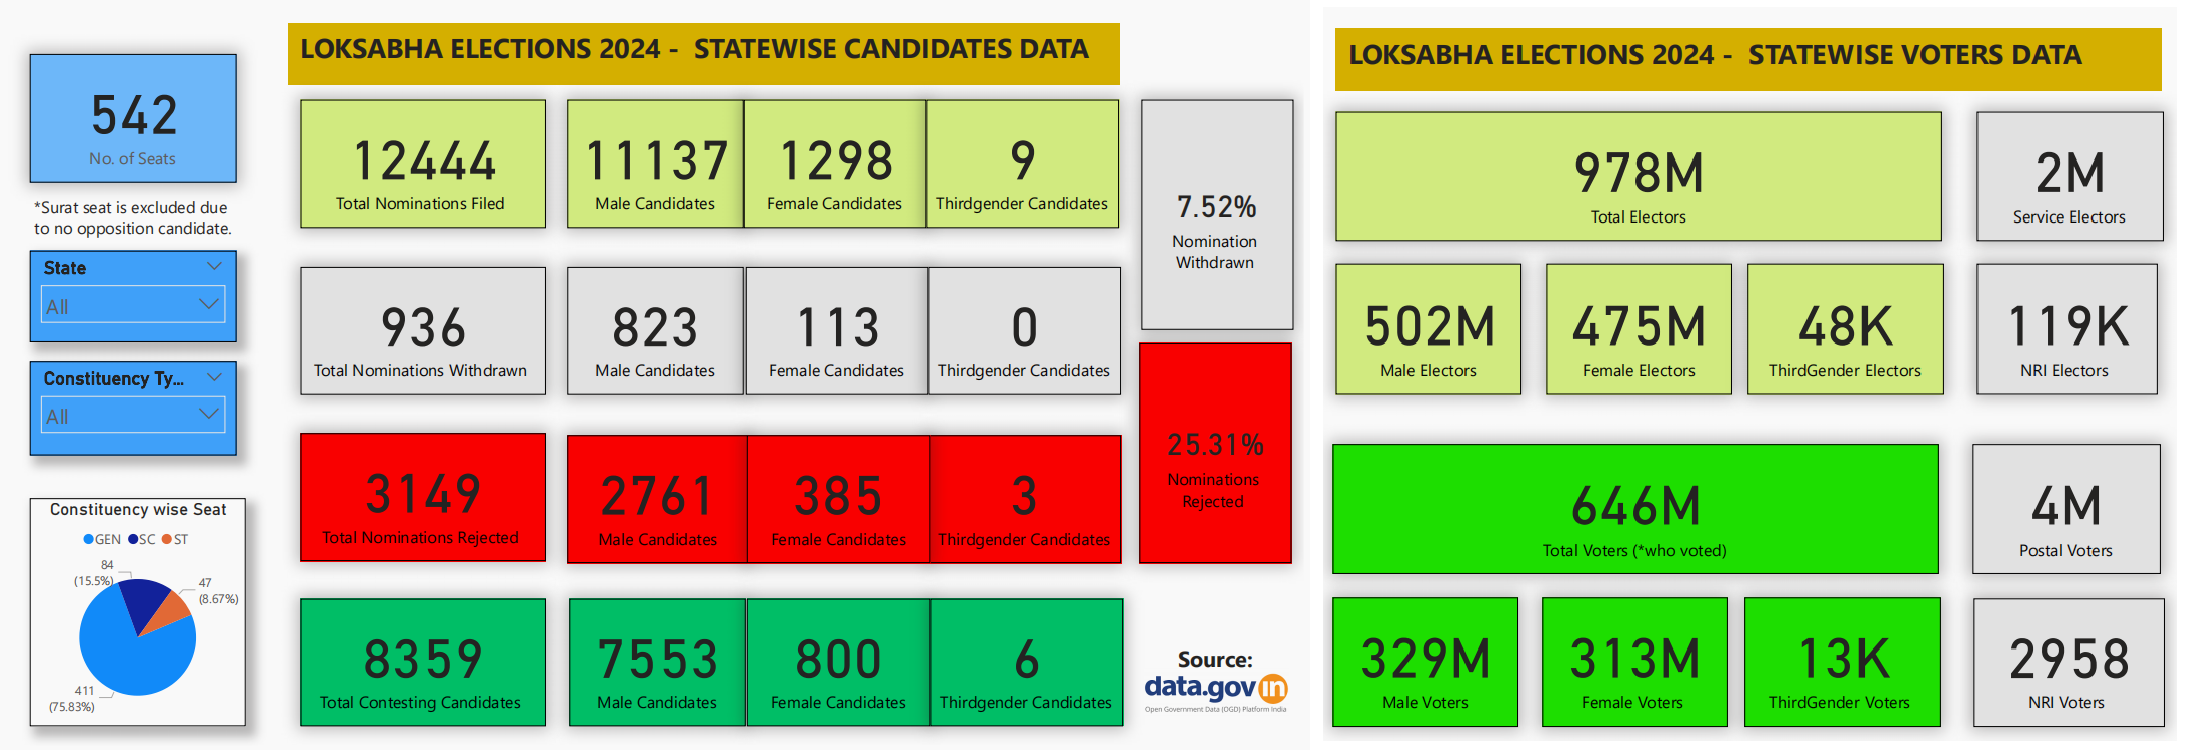 LOKSABHA ELECTIONS 2024 -  STATEWISE CANDIDATES DATA
542
No. of Seats
*Surat seat is excluded due
to no opposition candidate.
State
All
Constituency Ty...
All
Constituency wise Seat
GEN SC ST
84
(15.5%)
47
(8.67%)
411
(75.83%)
12444
Total Nominations Filed
11137
Male Candidates
1298
Female Candidates
9
Thirdgender Candidates
936
Total Nominations Withdrawn
823
Male Candidates
113
Female Candidates
0
Thirdgender Candidates
3149
Total Nominations Rejected
2761
Male Candidates
385
Female Candidates
3
Thirdgender Candidates
8359
Total Contesting Candidates
7553
Male Candidates
800
Female Candidates
6
Thirdgender Candidates
7.52%
Nomination
Withdrawn
25.31%
Nominations
Rejected
Source:
data.gov in
Open Government Data (OGD) Platform India
LOKSABHA ELECTIONS 2024 -  STATEWISE VOTERS DATA
978M
Total Electors
2M
Service Electors
502M
Male Electors
475M
Female Electors
48K
ThirdGender Electors
119K
NRI Electors
646M
Total Voters (*who voted)
4M
Postal Voters
329M
Male Voters
313M
Female Voters
13K
ThirdGender Voters
2958
NRI Voters